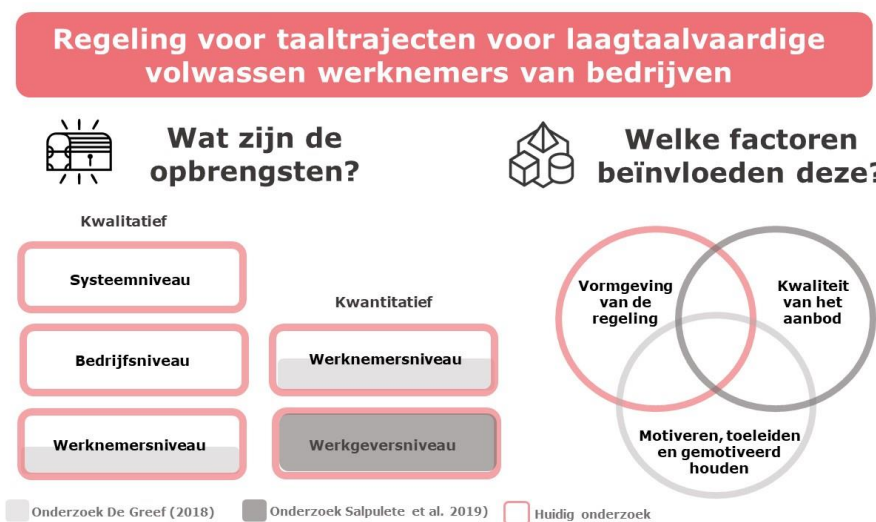 Regeling voor taaltrajecten voor laagtaalvaardige
volwassen werknemers van bedrijven
Wat zijn de
opbrengsten?
Welke factoren
beïnvloeden deze?
Kwalitatief
Systeemniveau
Bedrijfsniveau
Werknemersniveau
Kwantitatief
Werknemersniveau
Werkgeversniveau
Vormgeving
van de
regeling
Kwaliteit
van het
aanbod
Motiveren, toeleiden
en gemotiveerd
houden
Onderzoek De Greef (2018)
Onderzoek Salpulete et al. 2019)
Huidig onderzoek